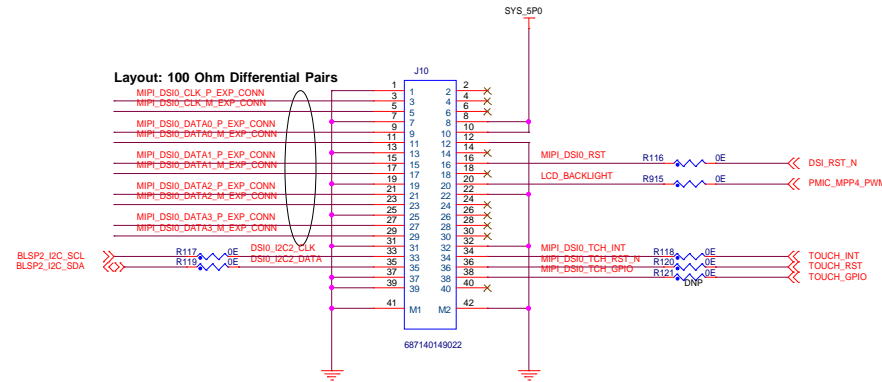 SYS_5P0
J10
Layout: 100 Ohm Differential Pairs
1 1 2 2
MIPI_DSI0_CLK_P_EXP_CONN 3 3 4 4
MIPI_DSI0_CLK_M_EXP_CONN 5 5 6 6
7 7 8 8
MIPI_DSI0_DATA0_P_EXP_CONN 9 9 10 10
MIPI_DSI0_DATA0_M_EXP_CONN 11 11 12 12
13 13 14 14
MIPI_DSI0_DATA1_P_EXP_CONN 15 15 16 16 MIPI_DSI0_RST R116 0E DSI_RST_N
MIPI_DSI0_DATA1_M_EXP_CONN 17 17 18 18
19 19 20 20 LCD_BACKLIGHT R915 0E PMIC_MPP4_PWM
MIPI_DSI0_DATA2_P_EXP_CONN 21 21 22 22
MIPI_DSI0_DATA2_M_EXP_CONN 23 23 24 24
25 25 26 26
MIPI_DSI0_DATA3_P_EXP_CONN 27 27 28 28
MIPI_DSI0_DATA3_M_EXP_CONN 29 29 30 30
31 31 32 32
BLSP2_I2C_SCL R117 0E DSI0_I2C2_CLK 33 33 34 34 MIPI_DSI0_TCH_INT R118 0E TOUCH_INT
BLSP2_I2C_SDA R119 0E DSI0_I2C2_DATA 35 35 36 36 MIPI_DSI0_TCH_RST_N R120 0E TOUCH_RST
37 37 38 38 MIPI_DSI0_TCH_GPIO R121 0E TOUCH_GPIO
39 39 40 40 DNP
41 M1 M2 42
687140149022